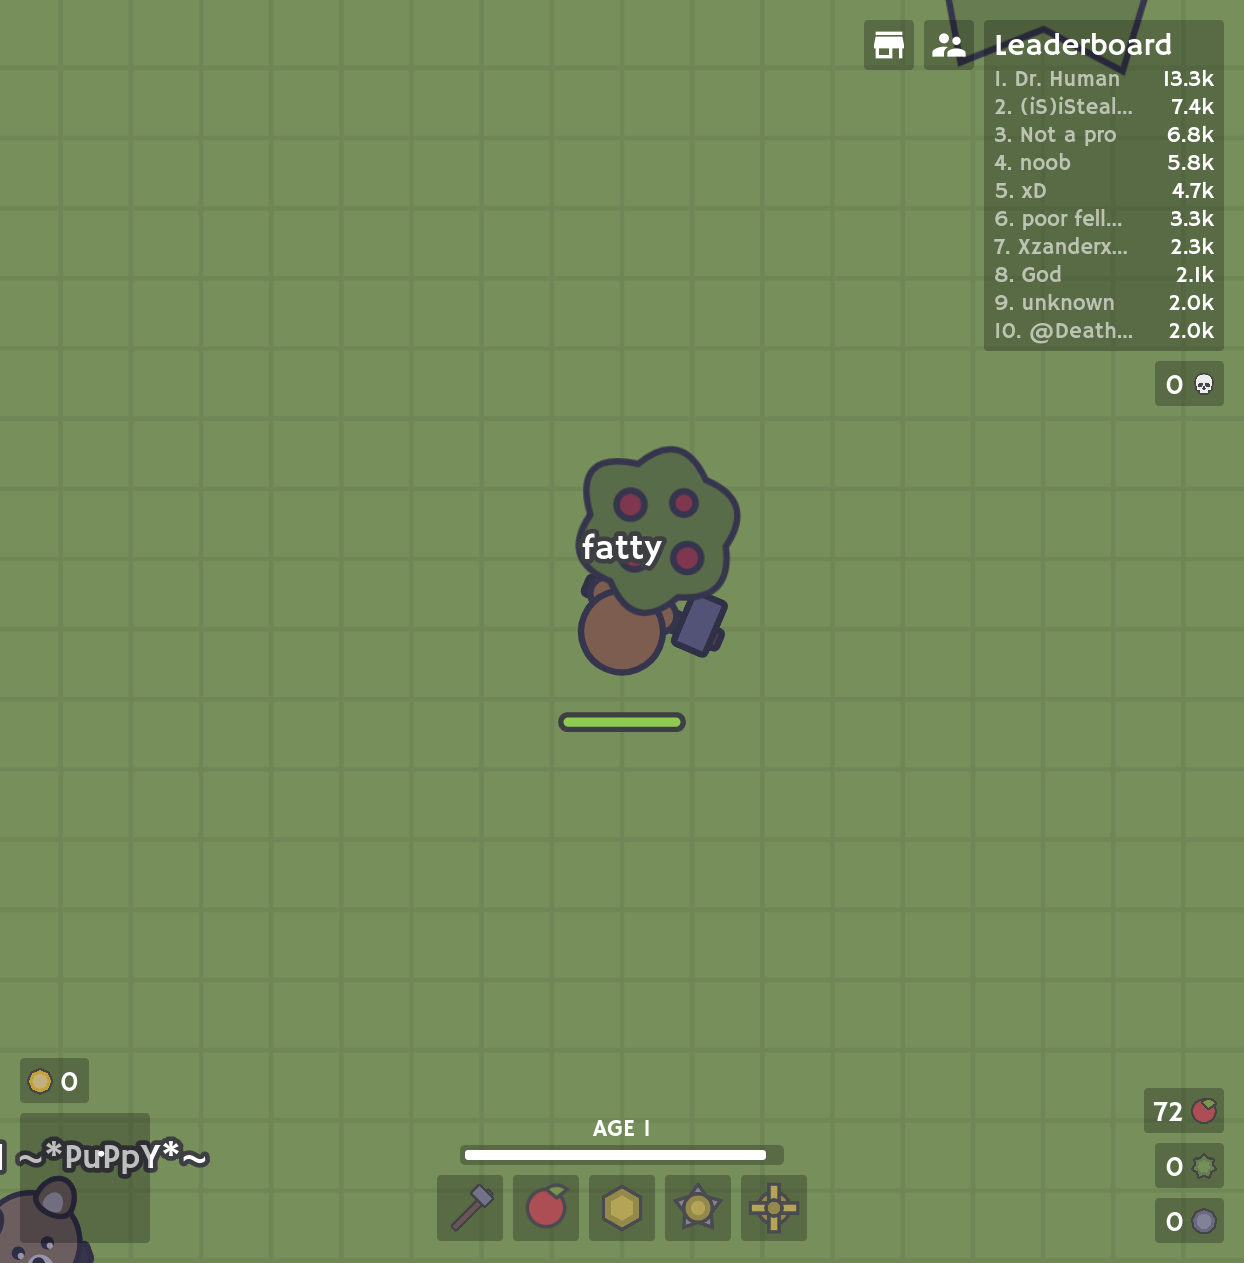 Leaderboard
1. Dr. Human 13.3k
2. (iS)iSteal... 7.4k
3. Not a pro 6.8k
4. noob 5.8k
5. xD 4.7k
6. poor fell... 3.3k
7. Xzanderx... 2.3k
8. God 2.1k
9. unknown 2.0k
10. @Death... 2.0k
0
fatty
0
72
AGE 1
~*PuPpY*~
0
0